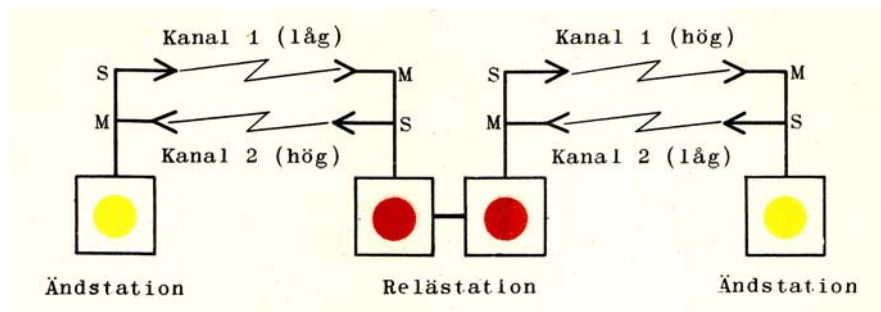 Kanal 1 (låg) Kanal 1 (hög)
S M S M
M S M S
Kanal 2 (hög) Kanal 2 (låg)
Ändstation Relästation Ändstation